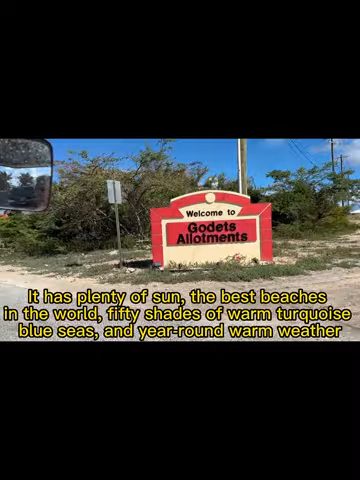 Welcome to
Godets
Allotments
It has plenty of sun, the best beaches
in the world, fifty shades of warm turquoise
blue seas, and year-round warm weather